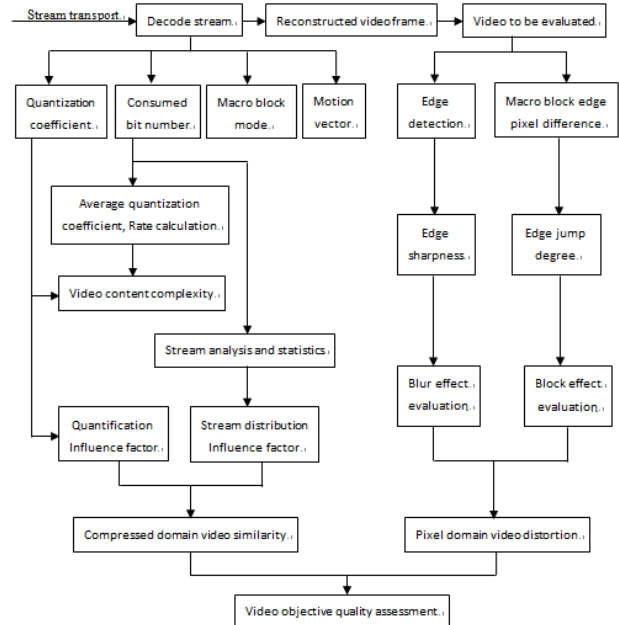 Stream transport.
Decode stream.
Reconstructed video frame.
Video to be evaluated.
Quantization
coefficient.
Consumed
bit number.
Macro block
mode.
Motion
vector.
Edge
detection.
Macro block edge
pixel difference.
Average quantization
coefficient, Rate calculation.
Edge
sharpness.
Edge jump
degree.
Video content complexity.
Stream analysis and statistics.
Blur effect.
evaluation.
Block effect.
evaluation.
Quantification
Influence factor.
Stream distribution
Influence factor.
Compressed domain video similarity.
Pixel domain video distortion.
Video objective quality assessment.